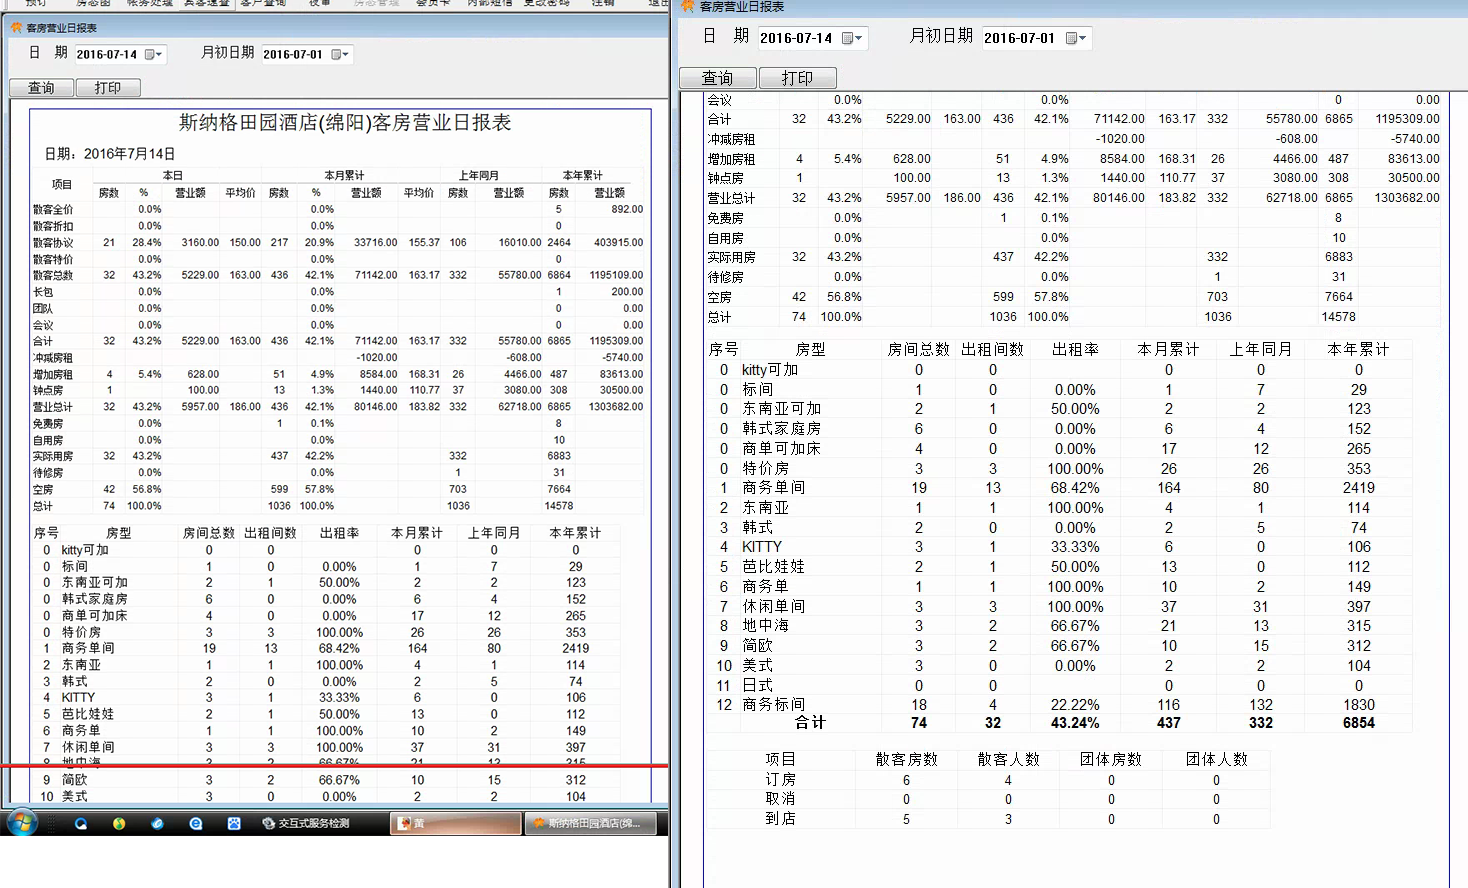 预订 房态图 帐务处理 宾客速查 客户查询 夜审 房态管理 会员卡 内部短信 更改密码 注销 退出
客房营业日报表
日 期 2016-07-14 月初日期 2016-07-01
查询 打印
斯纳格田园酒店(绵阳)客房营业日报表
日期：2016年7月14日
项目 本日 本月累计 上年同月 本年累计
房数 % 营业额 平均价 房数 % 营业额 平均价 房数 营业额 房数 营业额
散客全价 0.0% 0.0% 5 892.00
散客折扣 0.0% 0.0% 0
散客协议 21 28.4% 3160.00 150.00 217 20.9% 33716.00 155.37 106 16010.00 2464 403915.00
散客特价 0.0% 0.0% 0
散客总数 32 43.2% 5229.00 163.00 436 42.1% 71142.00 163.17 332 55780.00 6864 1195109.00
长包 0.0% 0.0% 1 200.00
团队 0.0% 0.0% 0 0.00
会议 0.0% 0.0% 0 0.00
合计 32 43.2% 5229.00 163.00 436 42.1% 71142.00 163.17 332 55780.00 6865 1195109.00
冲减房租 -1020.00 -608.00 -5740.00
增加房租 4 5.4% 628.00 51 4.9% 8584.00 168.31 26 4466.00 487 83613.00
钟点房 1 100.00 13 1.3% 1440.00 110.77 37 3080.00 308 30500.00
营业总计 32 43.2% 5957.00 186.00 436 42.1% 80146.00 183.82 332 62718.00 6865 1303682.00
免费房 0.0% 1 0.1% 8
自用房 0.0% 0.0% 10
实际用房 32 43.2% 437 42.2% 332 6883
待修房 0.0% 0.0% 1 31
空房 42 56.8% 599 57.8% 703 7664
总计 74 100.0% 1036 100.0% 1036 14578
序号 房型 房间总数 出租间数 出租率 本月累计 上年同月 本年累计
0 kitty可加 0 0 0 0 0
0 标间 1 0 0.00% 1 7 29
0 东南亚可加 2 1 50.00% 2 2 123
0 韩式家庭房 6 0 0.00% 6 4 152
0 商单可加床 4 0 0.00% 17 12 265
0 特价房 3 3 100.00% 26 26 353
1 商务单间 19 13 68.42% 164 80 2419
2 东南亚 1 1 100.00% 4 1 114
3 韩式 2 0 0.00% 2 5 74
4 KITTY 3 1 33.33% 6 0 106
5 芭比娃娃 2 1 50.00% 13 0 112
6 商务单 1 1 100.00% 10 2 149
7 休闲单间 3 3 100.00% 37 31 397
8 地中海 3 2 66.67% 21 13 315
9 简欧 3 2 66.67% 10 15 312
10 美式 3 0 0.00% 2 2 104
交互式服务检测 黄 斯纳格田园酒店(绵...
客房营业日报表
日 期 2016-07-14 月初日期 2016-07-01
查询 打印
会议 0.0% 0.0% 0 0.00
合计 32 43.2% 5229.00 163.00 436 42.1% 71142.00 163.17 332 55780.00 6865 1195309.00
冲减房租 -1020.00 -608.00 -5740.00
增加房租 4 5.4% 628.00 51 4.9% 8584.00 168.31 26 4466.00 487 83613.00
钟点房 1 100.00 13 1.3% 1440.00 110.77 37 3080.00 308 30500.00
营业总计 32 43.2% 5957.00 186.00 436 42.1% 80146.00 183.82 332 62718.00 6865 1303682.00
免费房 0.0% 1 0.1% 8
自用房 0.0% 0.0% 10
实际用房 32 43.2% 437 42.2% 332 6883
待修房 0.0% 0.0% 1 31
空房 42 56.8% 599 57.8% 703 7664
总计 74 100.0% 1036 100.0% 1036 14578
序号 房型 房间总数 出租间数 出租率 本月累计 上年同月 本年累计
0 kitty可加 0 0 0 0 0
0 标间 1 0 0.00% 1 7 29
0 东南亚可加 2 1 50.00% 2 2 123
0 韩式家庭房 6 0 0.00% 6 4 152
0 商单可加床 4 0 0.00% 17 12 265
0 特价房 3 3 100.00% 26 26 353
1 商务单间 19 13 68.42% 164 80 2419
2 东南亚 1 1 100.00% 4 1 114
3 韩式 2 0 0.00% 2 5 74
4 KITTY 3 1 33.33% 6 0 106
5 芭比娃娃 2 1 50.00% 13 0 112
6 商务单 1 1 100.00% 10 2 149
7 休闲单间 3 3 100.00% 37 31 397
8 地中海 3 2 66.67% 21 13 315
9 简欧 3 2 66.67% 10 15 312
10 美式 3 0 0.00% 2 2 104
11 日式 0 0 0 0 0
12 商务标间 18 4 22.22% 116 132 1830
合计 74 32 43.24% 437 332 6854
项目 散客房数 散客人数 团体房数 团体人数
订房 6 4 0 0
取消 0 0 0 0
到店 5 3 0 0